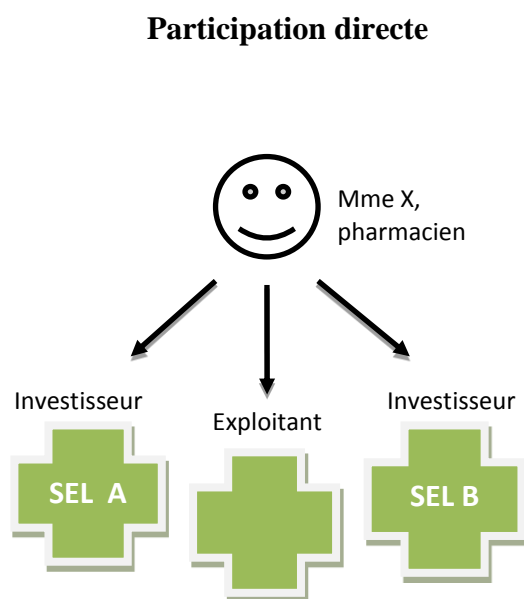 Participation directe
Mme X,
pharmacien
Investisseur
Exploitant
Investisseur
SEL A
SEL B